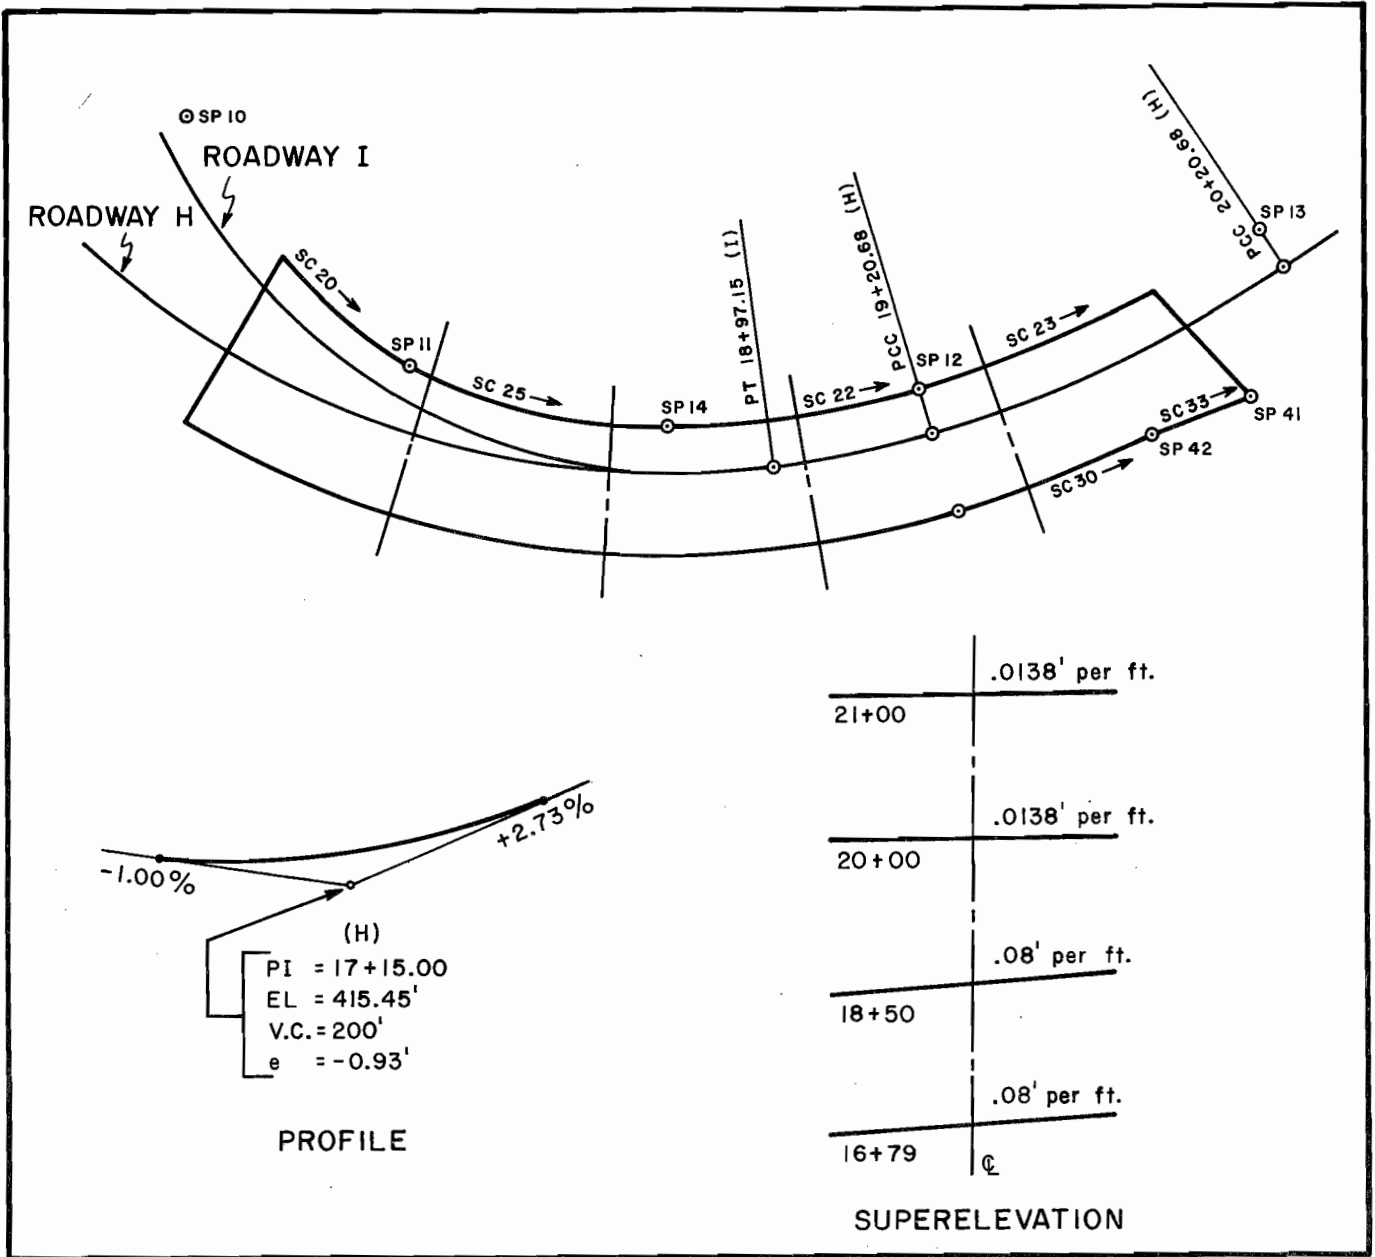 SP 10
ROADWAY I
ROADWAY H
SC 20
SP 11
SC 25
SP 14
PT 18+97.15 (I)
SC 22
PCC 19+20.68 (H)
SP 12
SC 23
PCC 20+20.68 (H)
SP 13
SC 33
SP 41
SP 42
SC 30
-1.00%
+2.73%
(H)
PI = 17+15.00
EL = 415.45'
V.C. = 200'
e = -0.93'
PROFILE
.0138' per ft.
21+00
.0138' per ft.
20+00
.08' per ft.
18+50
.08' per ft.
16+79
℄
SUPERELEVATION